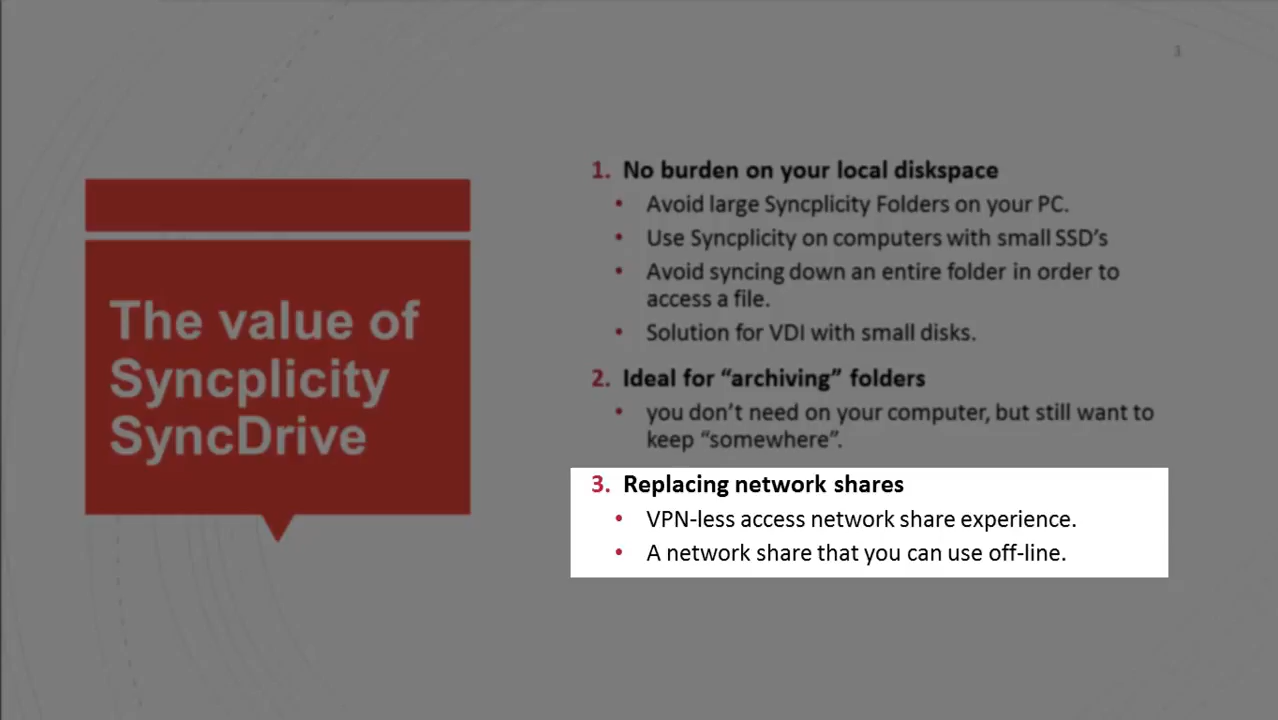 3
The value of
Syncplicity
SyncDrive
1. No burden on your local diskspace
• Avoid large Syncplicity Folders on your PC.
• Use Syncplicity on computers with small SSD's
• Avoid syncing down an entire folder in order to
access a file.
• Solution for VDI with small disks.
2. Ideal for “archiving” folders
• you don't need on your computer, but still want to
keep “somewhere”.
3. Replacing network shares
• VPN-less access network share experience.
• A network share that you can use off-line.